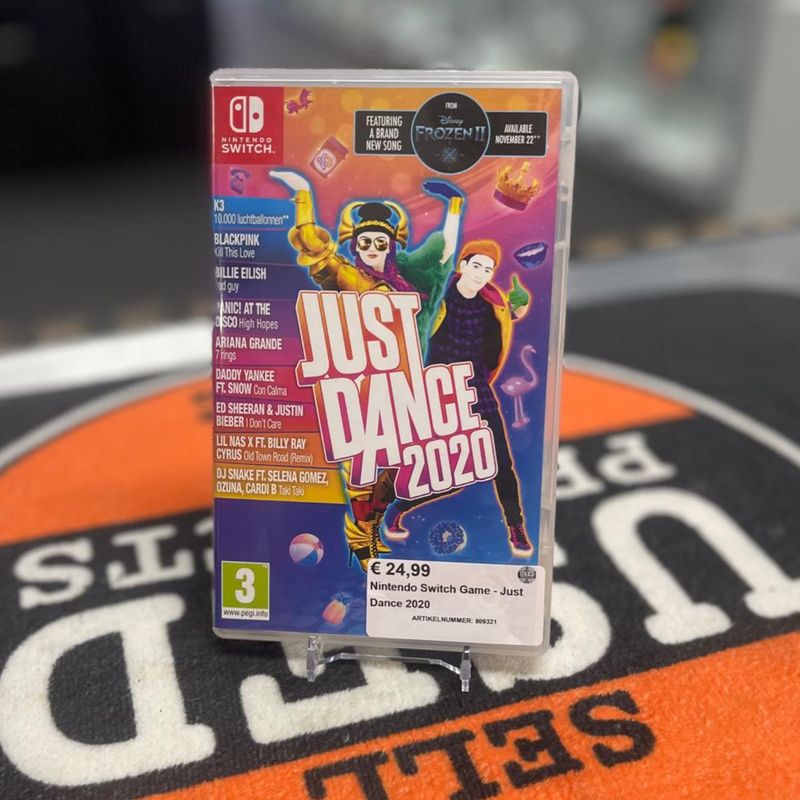 NINTENDO
SWITCH.
FEATURING
A BRAND
NEW SONG
FROM
Disney
FROZEN II
AVAILABLE
NOVEMBER 22**
K3
10.000 luchtballonnen**
BLACKPINK
Kill This Love
BILLIE EILISH
bad guy
PANIC! AT THE
DISCO High Hopes
ARIANA GRANDE
7 rings
DADDY YANKEE
FT. SNOW Con Calma
ED SHEERAN & JUSTIN
BIEBER I Don't Care
LIL NAS X FT. BILLY RAY
CYRUS Old Town Road (Remix)
DJ SNAKE FT. SELENA GOMEZ,
OZUNA, CARDI B Taki Taki
JUST
DANCE
2020
3
www.pegi.info
€ 24,99
Nintendo Switch Game - Just
Dance 2020
ARTIKELNUMMER: 809321
USED
SELL